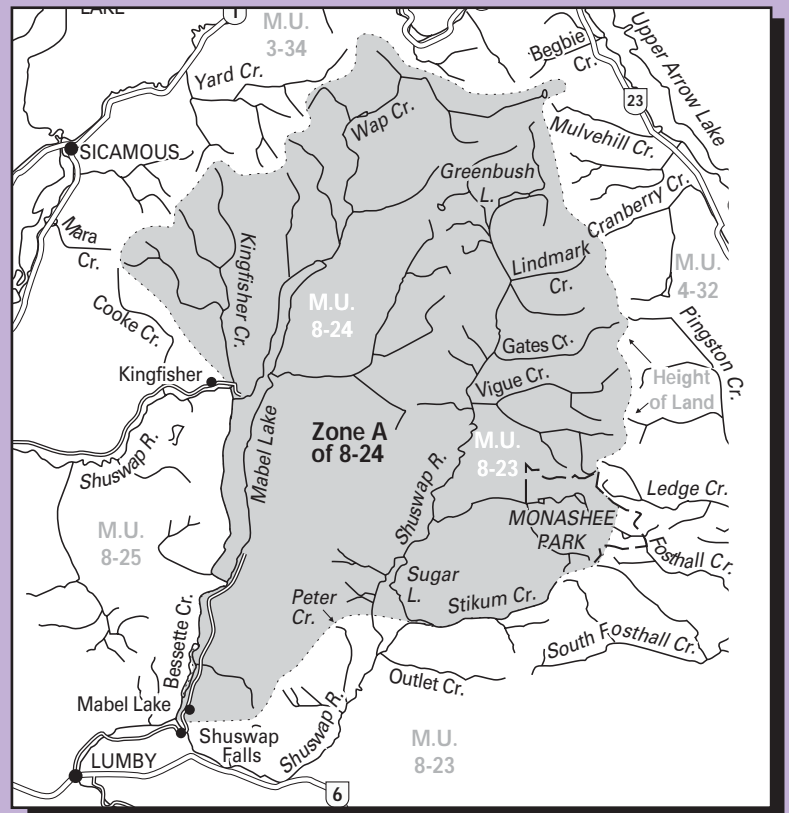 LAKE
1
M.U.
3-34
Yard Cr.
Begbie
Cr.
Upper Arrow Lake
23
Wap Cr.
Mulvehill Cr.
SICAMOUS
Greenbush
L.
Cranberry Cr.
Mara
Cr.
Kingfisher Cr.
Lindmark
Cr.
M.U.
4-32
M.U.
8-24
Cooke Cr.
Pingston Cr.
Gates Cr.
Kingfisher
Vigue Cr.
Height
of Land
Mabel Lake
Zone A
of 8-24
M.U.
8-23
Shuswap R.
Shuswap R.
Ledge Cr.
MONASHEE
PARK
M.U.
8-25
Fosthall Cr.
Sugar
L.
Peter
Cr.
Stikum Cr.
Bessette Cr.
South Fosthall Cr.
Outlet Cr.
Mabel Lake
Shuswap R.
Shuswap
Falls
M.U.
8-23
LUMBY
6